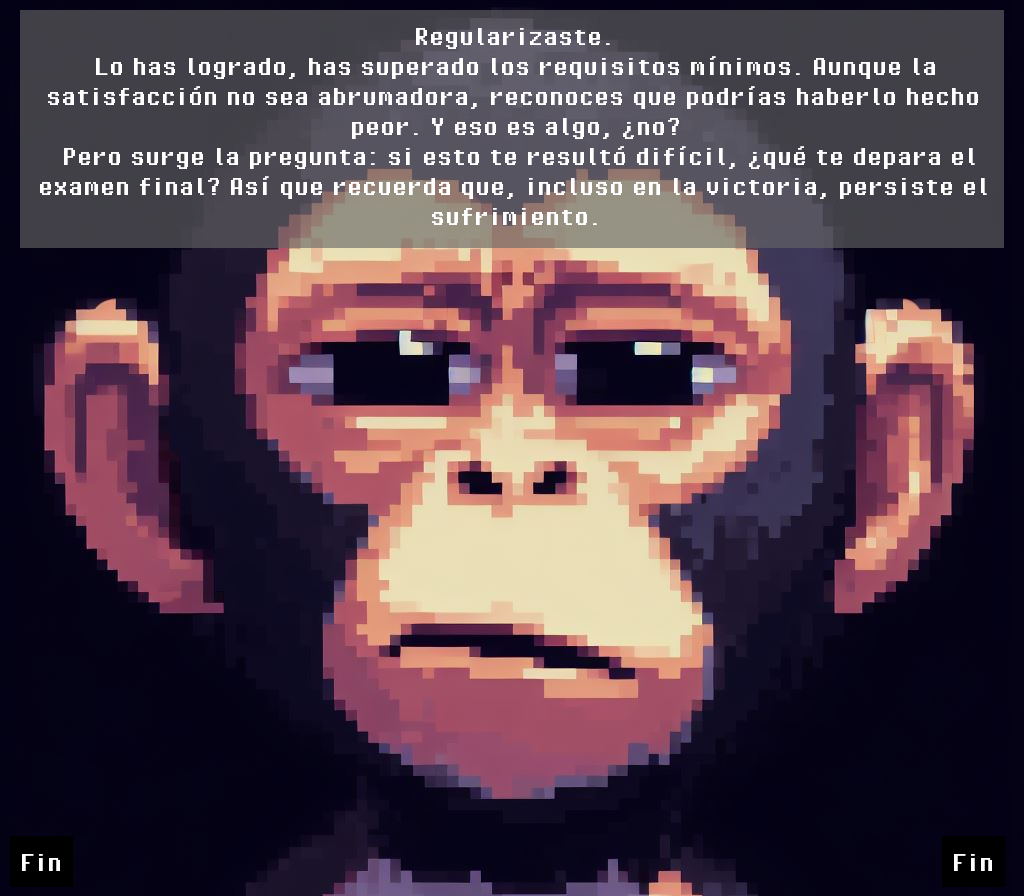 Regularizaste.
Lo has logrado, has superado los requisitos mínimos. Aunque la
satisfacción no sea abrumadora, reconoces que podrías haberlo hecho
peor. Y eso es algo, ¿no?
Pero surge la pregunta: si esto te resultó difícil, ¿qué te depara el
examen final? Así que recuerda que, incluso en la victoria, persiste el
sufrimiento.
Fin
Fin